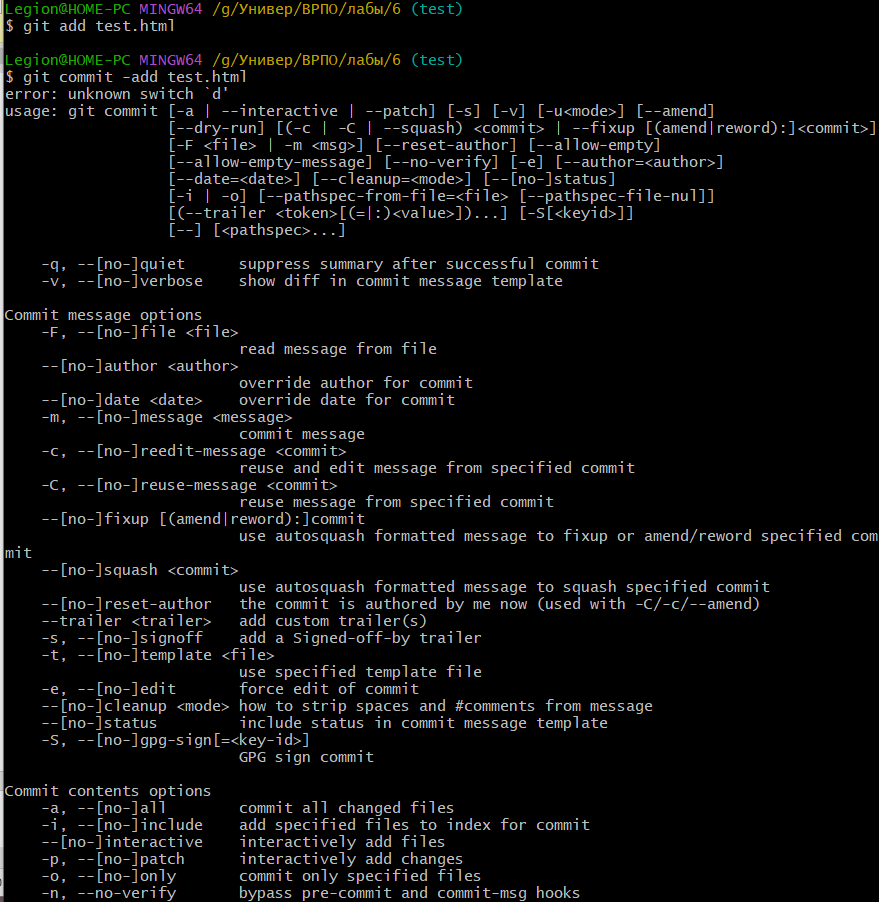 Legion@HOME-PC MINGW64 /g/Универ/ВРПО/лабы/6 (test)
$ git add test.html

Legion@HOME-PC MINGW64 /g/Универ/ВРПО/лабы/6 (test)
$ git commit -add test.html
error: unknown switch `d'
usage: git commit [-a | --interactive | --patch] [-s] [-v] [-u<mode>] [--amend]
                  [--dry-run] [(-c | -C | --squash) <commit> | --fixup [(amend|reword):]<commit>]
                  [-F <file> | -m <msg>] [--reset-author] [--allow-empty]
                  [--allow-empty-message] [--no-verify] [-e] [--author=<author>]
                  [--date=<date>] [--cleanup=<mode>] [--[no-]status]
                  [-i | -o] [--pathspec-from-file=<file> [--pathspec-file-nul]]
                  [(--trailer <token>[(=|:)<value>])...] [-S[<keyid>]]
                  [--] [<pathspec>...]

    -q, --[no-]quiet      suppress summary after successful commit
    -v, --[no-]verbose    show diff in commit message template

Commit message options
    -F, --[no-]file <file>
                          read message from file
    --[no-]author <author>
                          override author for commit
    --[no-]date <date>    override date for commit
    -m, --[no-]message <message>
                          commit message
    -c, --[no-]reedit-message <commit>
                          reuse and edit message from specified commit
    -C, --[no-]reuse-message <commit>
                          reuse message from specified commit
    --[no-]fixup [(amend|reword):]commit
                          use autosquash formatted message to fixup or amend/reword specified com
mit
    --[no-]squash <commit>
                          use autosquash formatted message to squash specified commit
    --[no-]reset-author   the commit is authored by me now (used with -C/-c/--amend)
    --trailer <trailer>   add custom trailer(s)
    -s, --[no-]signoff    add a Signed-off-by trailer
    -t, --[no-]template <file>
                          use specified template file
    -e, --[no-]edit       force edit of commit
    --[no-]cleanup <mode> how to strip spaces and #comments from message
    --[no-]status         include status in commit message template
    -S, --[no-]gpg-sign[=<key-id>]
                          GPG sign commit

Commit contents options
    -a, --[no-]all        commit all changed files
    -i, --[no-]include    add specified files to index for commit
    --[no-]interactive    interactively add files
    -p, --[no-]patch      interactively add changes
    -o, --[no-]only       commit only specified files
    -n, --no-verify       bypass pre-commit and commit-msg hooks